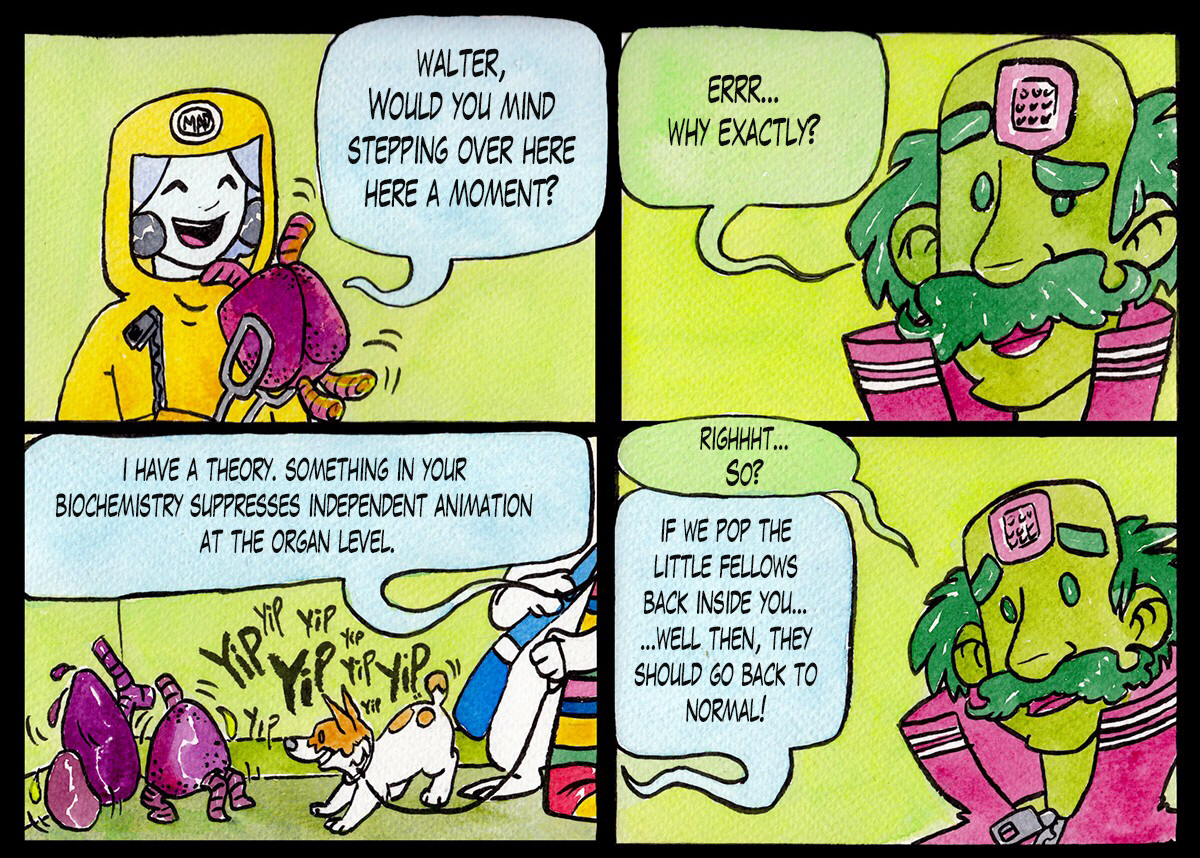 WALTER,
WOULD YOU MIND
STEPPING OVER HERE
HERE A MOMENT?
MAD
ERRR...
WHY EXACTLY?
I HAVE A THEORY. SOMETHING IN YOUR
BIOCHEMISTRY SUPPRESSES INDEPENDENT ANIMATION
AT THE ORGAN LEVEL.
YIP YIP YIP YIP
YIP YIP YIP YIP
YIP YIP
RIGHHHT...
SO?
IF WE POP THE
LITTLE FELLOWS
BACK INSIDE YOU...
...WELL THEN, THEY
SHOULD GO BACK TO
NORMAL!